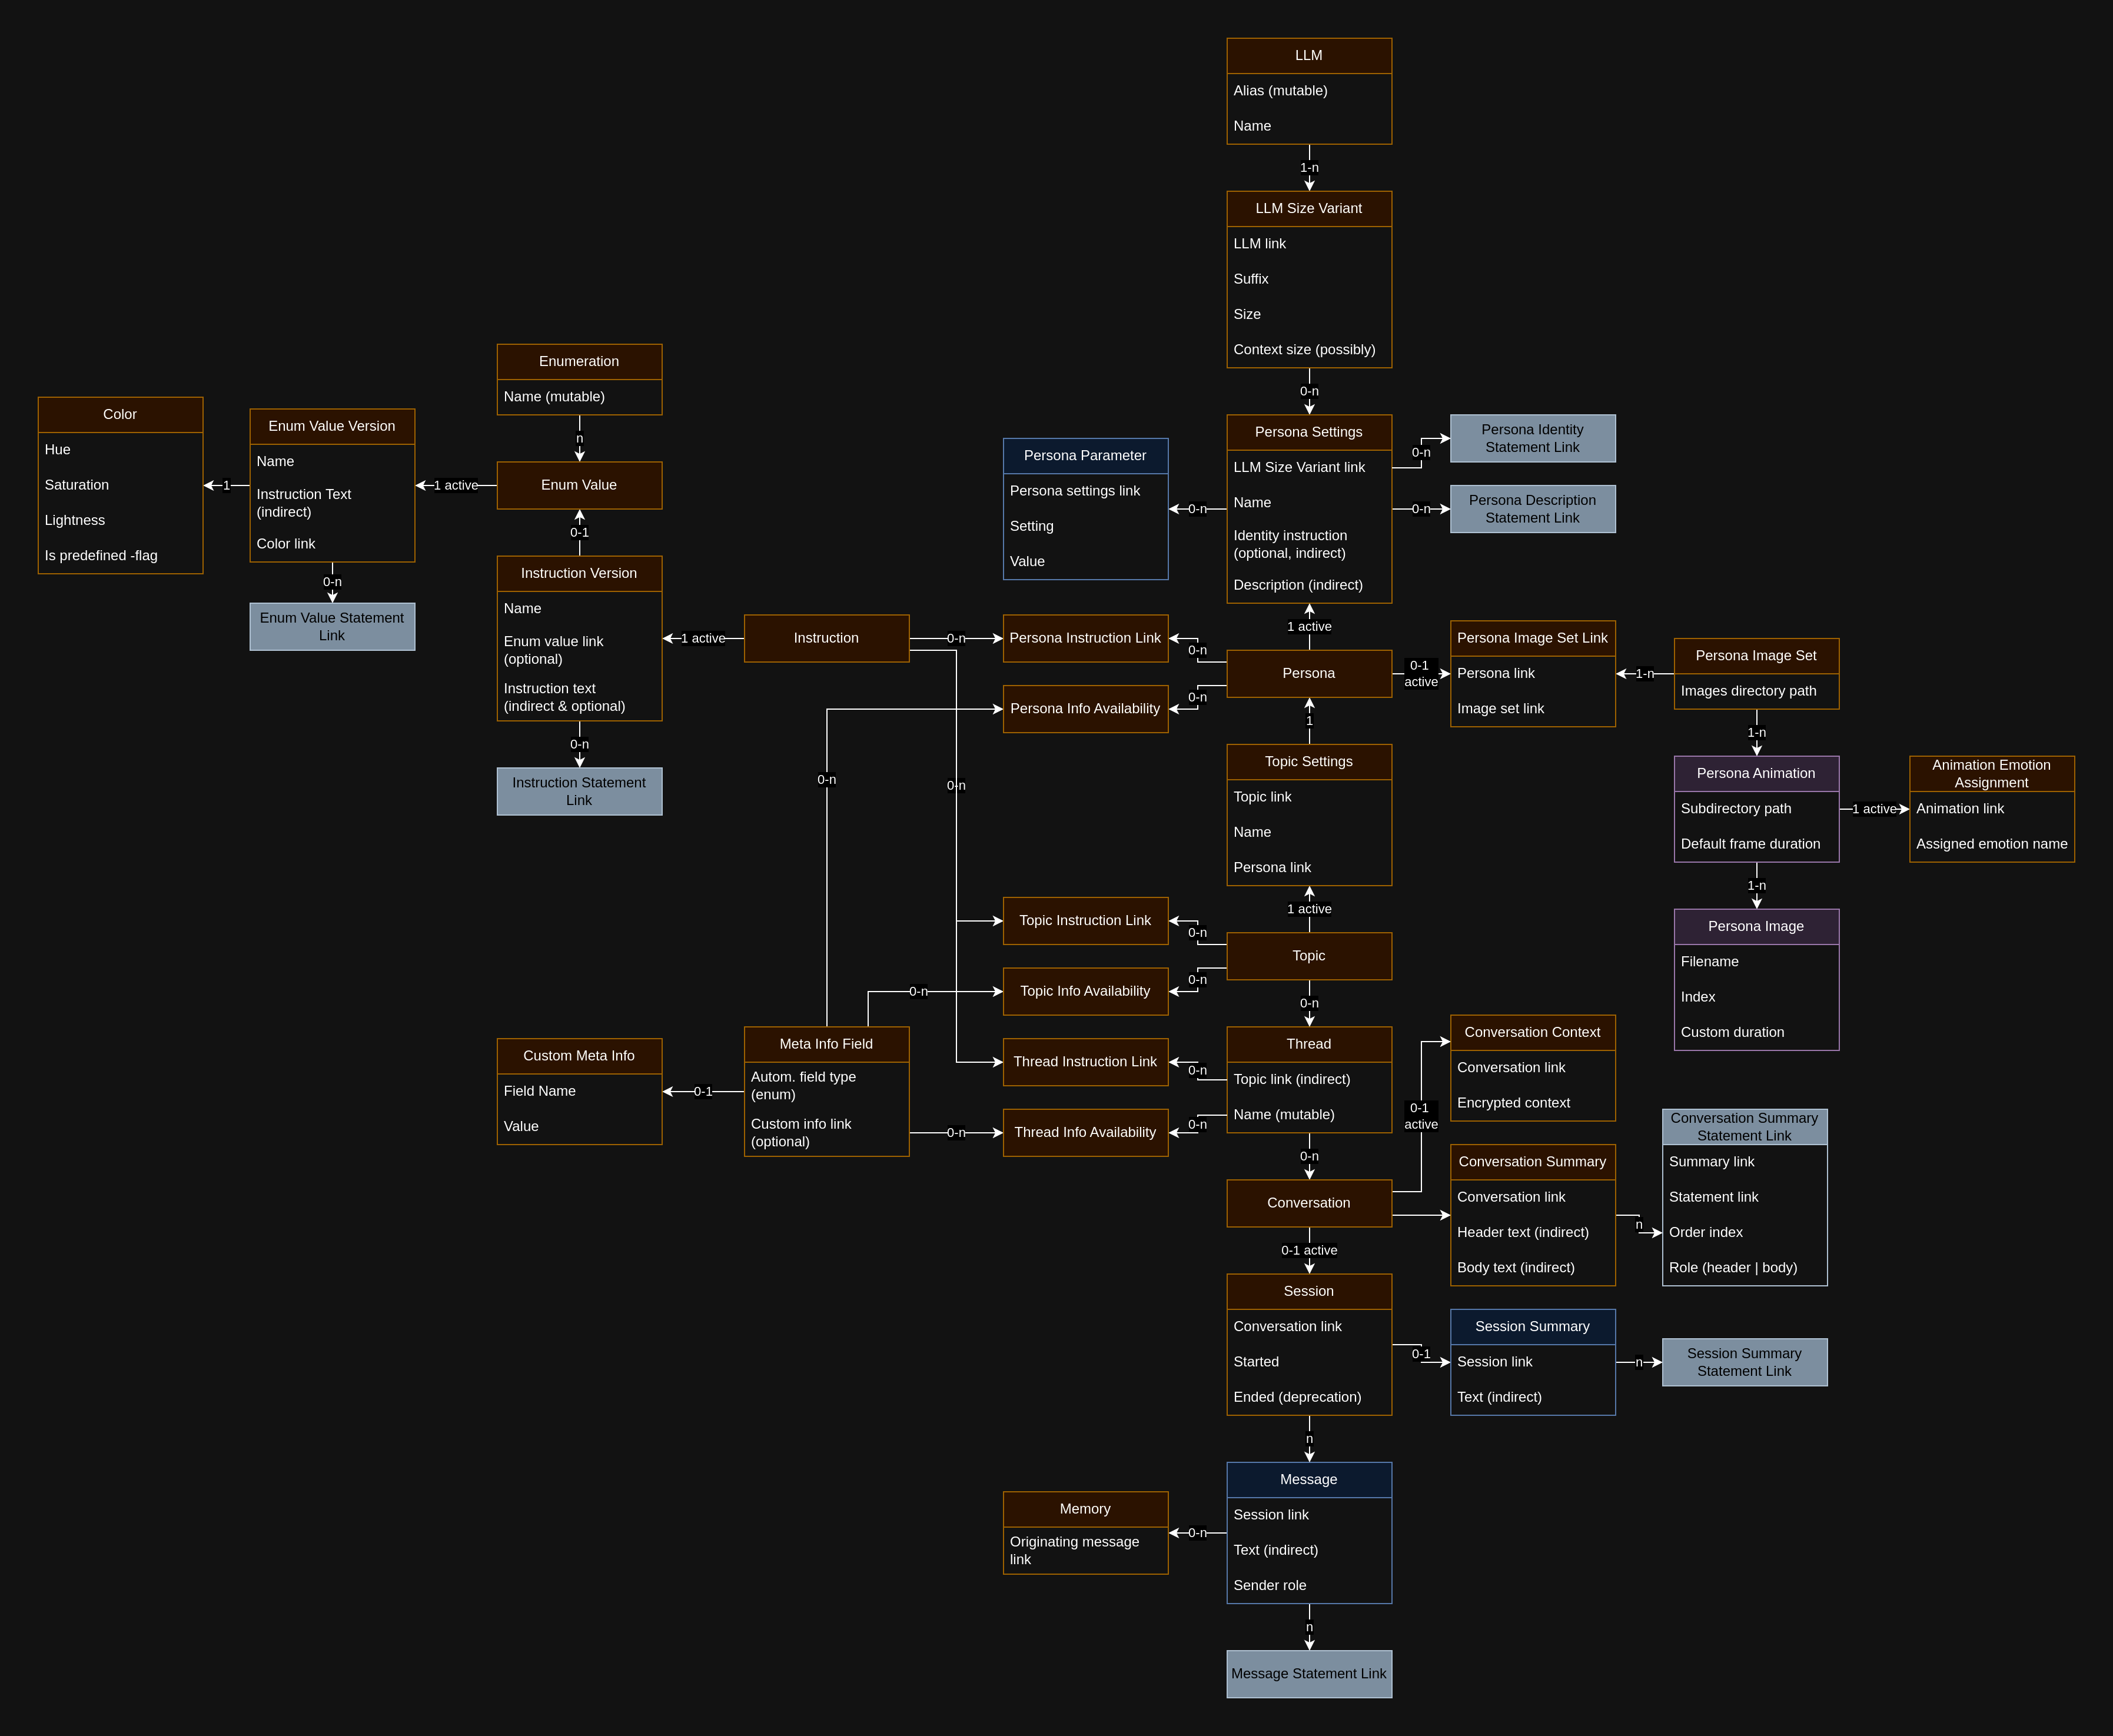 LLM
Alias (mutable)
Name
1-n
LLM Size Variant
LLM link
Suffix
Size
Context size (possibly)
0-n
Enumeration
Name (mutable)
n
Enum Value
Color
Hue
Saturation
Lightness
Is predefined -flag
1
Enum Value Version
Name
Instruction Text
(indirect)
Color link
1 active
0-n
Enum Value Statement
Link
0-1
Instruction Version
Name
Enum value link
(optional)
Instruction text
(indirect & optional)
0-n
Instruction Statement
Link
1 active
Instruction
0-n
0-n
0-n
Persona Parameter
Persona settings link
Setting
Value
0-n
Persona Settings
LLM Size Variant link
Name
Identity instruction
(optional, indirect)
Description (indirect)
0-n
Persona Identity
Statement Link
0-n
Persona Description
Statement Link
1 active
Persona Instruction Link
0-n
Persona Info Availability
0-n
Persona
0-1
active
Persona Image Set Link
Persona link
Image set link
1-n
Persona Image Set
Images directory path
1-n
Persona Animation
Subdirectory path
Default frame duration
1 active
Animation Emotion
Assignment
Animation link
Assigned emotion name
1-n
Persona Image
Filename
Index
Custom duration
1
Topic Settings
Topic link
Name
Persona link
1 active
Topic Instruction Link
0-n
Topic Info Availability
0-n
Topic
0-n
0-n
Custom Meta Info
Field Name
Value
0-1
Meta Info Field
Autom. field type
(enum)
Custom info link
(optional)
0-n
Thread Instruction Link
0-n
Thread Info Availability
0-n
Thread
Topic link (indirect)
Name (mutable)
0-n
Conversation
0-1
active
Conversation Context
Conversation link
Encrypted context
Conversation Summary
Conversation link
Header text (indirect)
Body text (indirect)
n
Conversation Summary
Statement Link
Summary link
Statement link
Order index
Role (header | body)
0-1 active
Session
Conversation link
Started
Ended (deprecation)
0-1
Session Summary
Session link
Text (indirect)
n
Session Summary
Statement Link
n
Memory
Originating message
link
0-n
Message
Session link
Text (indirect)
Sender role
n
Message Statement Link